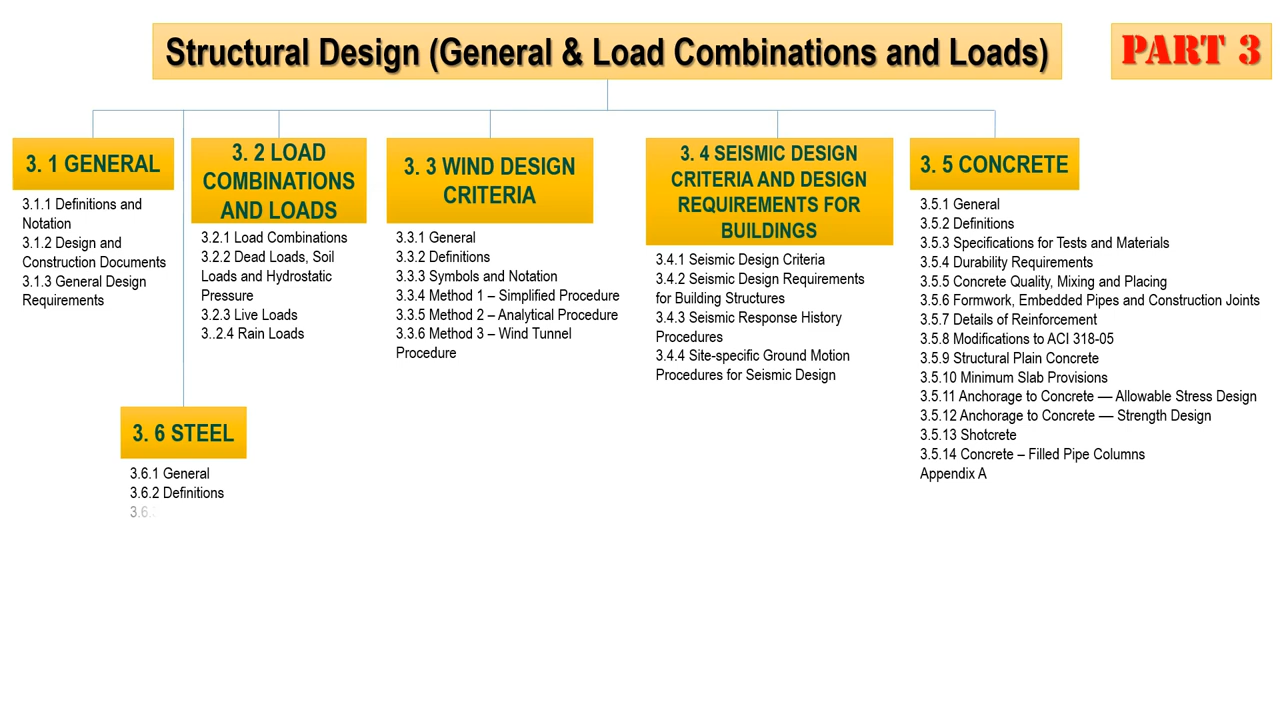 Structural Design (General & Load Combinations and Loads)
PART 3
3. 1 GENERAL
3.1.1 Definitions and
Notation
3.1.2 Design and
Construction Documents
3.1.3 General Design
Requirements
3. 2 LOAD
COMBINATIONS
AND LOADS
3.2.1 Load Combinations
3.2.2 Dead Loads, Soil
Loads and Hydrostatic
Pressure
3.2.3 Live Loads
3..2.4 Rain Loads
3. 3 WIND DESIGN
CRITERIA
3.3.1 General
3.3.2 Definitions
3.3.3 Symbols and Notation
3.3.4 Method 1 – Simplified Procedure
3.3.5 Method 2 – Analytical Procedure
3.3.6 Method 3 – Wind Tunnel
Procedure
3. 4 SEISMIC DESIGN
CRITERIA AND DESIGN
REQUIREMENTS FOR
BUILDINGS
3.4.1 Seismic Design Criteria
3.4.2 Seismic Design Requirements
for Building Structures
3.4.3 Seismic Response History
Procedures
3.4.4 Site-specific Ground Motion
Procedures for Seismic Design
3. 5 CONCRETE
3.5.1 General
3.5.2 Definitions
3.5.3 Specifications for Tests and Materials
3.5.4 Durability Requirements
3.5.5 Concrete Quality, Mixing and Placing
3.5.6 Formwork, Embedded Pipes and Construction Joints
3.5.7 Details of Reinforcement
3.5.8 Modifications to ACI 318-05
3.5.9 Structural Plain Concrete
3.5.10 Minimum Slab Provisions
3.5.11 Anchorage to Concrete — Allowable Stress Design
3.5.12 Anchorage to Concrete — Strength Design
3.5.13 Shotcrete
3.5.14 Concrete – Filled Pipe Columns
Appendix A
3. 6 STEEL
3.6.1 General
3.6.2 Definitions
3.6.